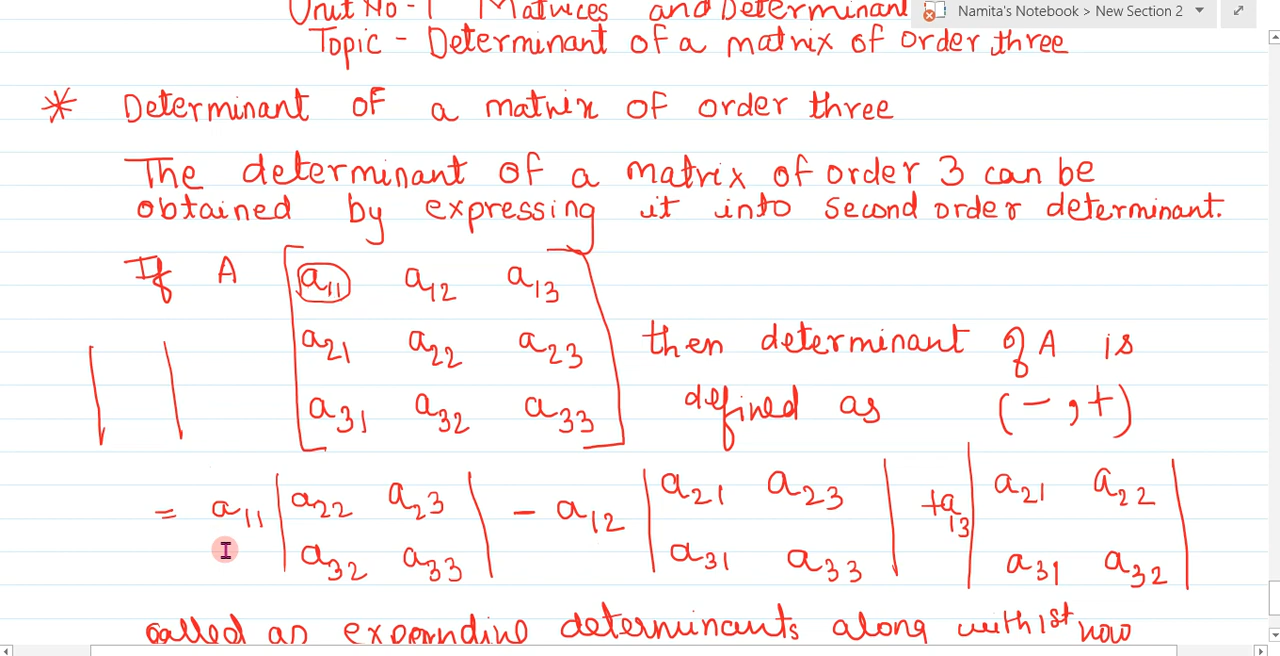 Unit No - 1 Matrices and Determinant
Namita's Notebook > New Section 2
Topic - Determinant of a matrix of order three
* Determinant of a matrix of order three
The determinant of a matrix of order 3 can be
obtained by expressing it into second order determinant.
If A [ a11 a12 a13
a21 a22 a23 then determinant of A is
a31 a32 a33 ] defined as (-,+)
= a11 | a22 a23 | - a12 | a21 a23 | +a13 | a21 a22 |
| a32 a33 | | a31 a33 | | a31 a32 |
called as expanding determinants along with 1st row